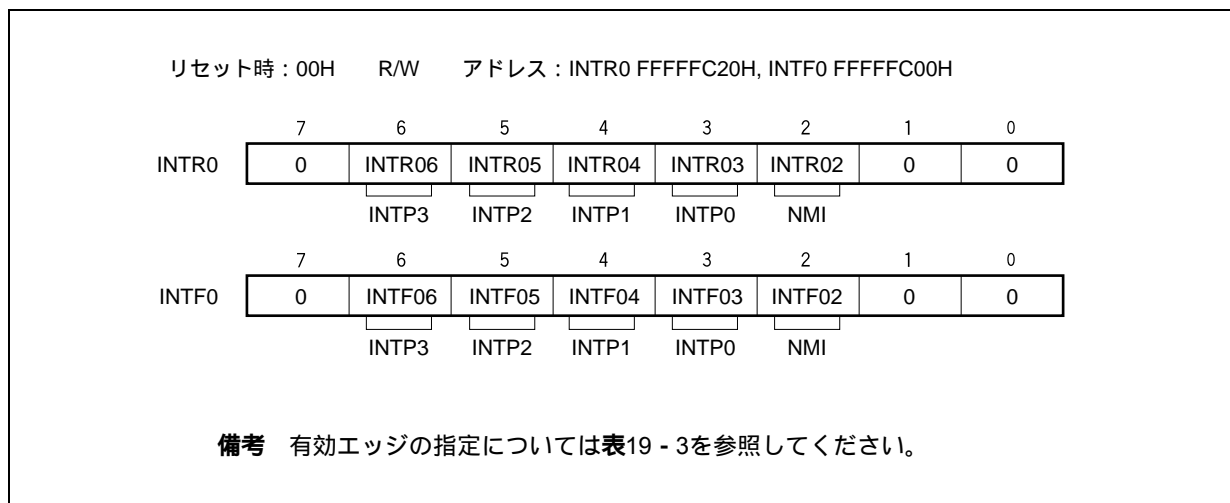 リセット時：00H R/W アドレス：INTR0 FFFFFC20H, INTF0 FFFFFC00H
7 6 5 4 3 2 1 0
INTR0 0 INTR06 INTR05 INTR04 INTR03 INTR02 0 0
INTP3 INTP2 INTP1 INTP0 NMI
7 6 5 4 3 2 1 0
INTF0 0 INTF06 INTF05 INTF04 INTF03 INTF02 0 0
INTP3 INTP2 INTP1 INTP0 NMI
備考 有効エッジの指定については表19 - 3を参照してください。